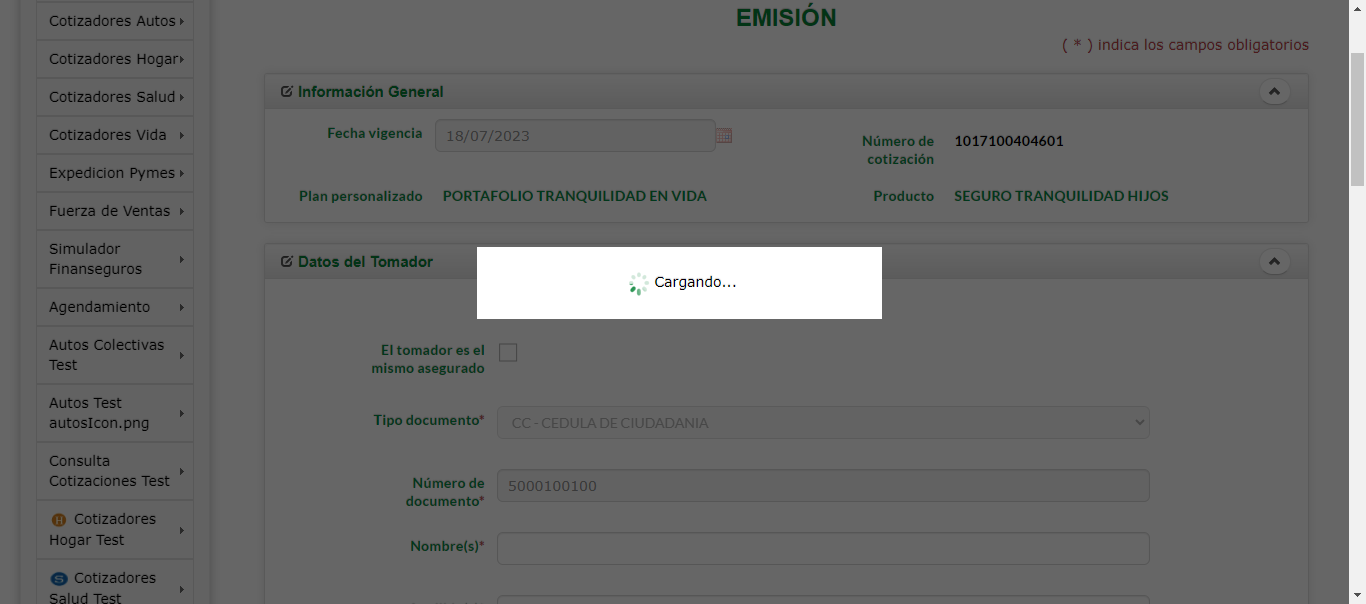 Cotizadores Autos
Cotizadores Hogar
Cotizadores Salud
Cotizadores Vida
Expedicion Pymes
Fuerza de Ventas
Simulador
Finanseguros
Agendamiento
Autos Colectivas
Test
Autos Test
autosIcon.png
Consulta
Cotizaciones Test
H Cotizadores
Hogar Test
S Cotizadores
Salud Test
EMISIÓN
( * ) indica los campos obligatorios
Información General
Fecha vigencia 18/07/2023
Número de
cotización
1017100404601
Plan personalizado PORTAFOLIO TRANQUILIDAD EN VIDA
Producto SEGURO TRANQUILIDAD HIJOS
Datos del Tomador
Cargando...
El tomador es el
mismo asegurado
Tipo documento* CC - CEDULA DE CIUDADANIA
Número de
documento*
5000100100
Nombre(s)*